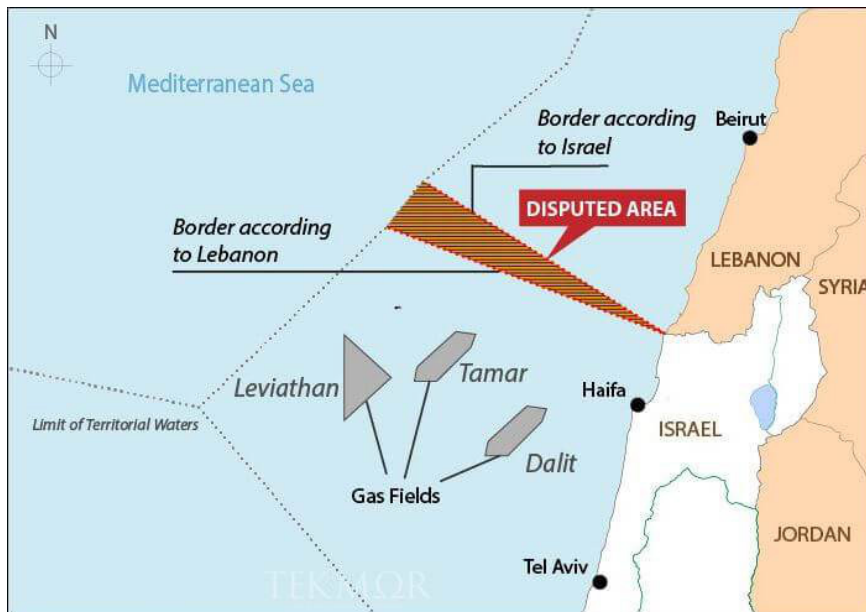 N
Mediterranean Sea
Border according
to Israel
Beirut
DISPUTED AREA
Border according
to Lebanon
LEBANON
SYRIA
Leviathan
Tamar
Haifa
Limit of Territorial Waters
ISRAEL
Dalit
Gas Fields
JORDAN
Tel Aviv
TEKMΩR